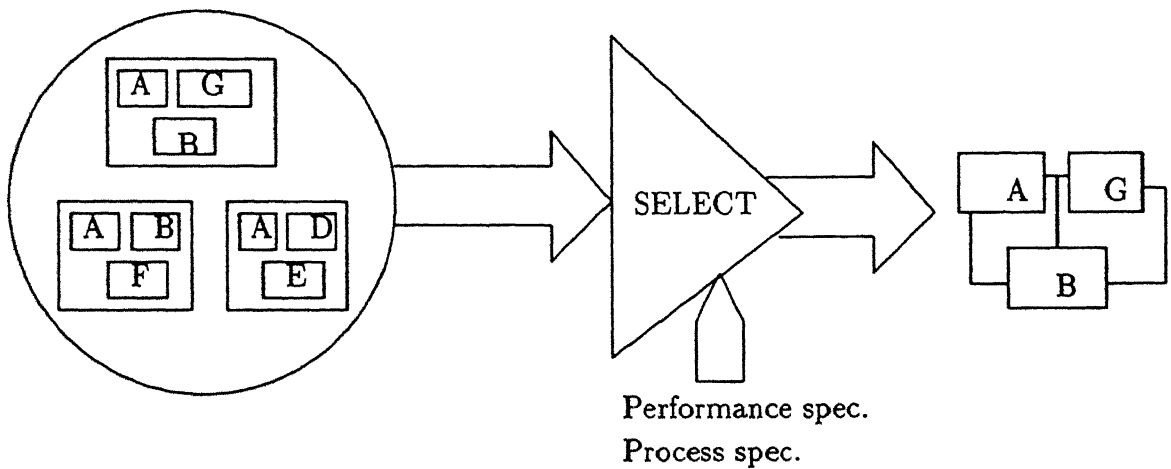 A G
B
A B
F
A D
E
SELECT
A G
B
Performance spec.
Process spec.